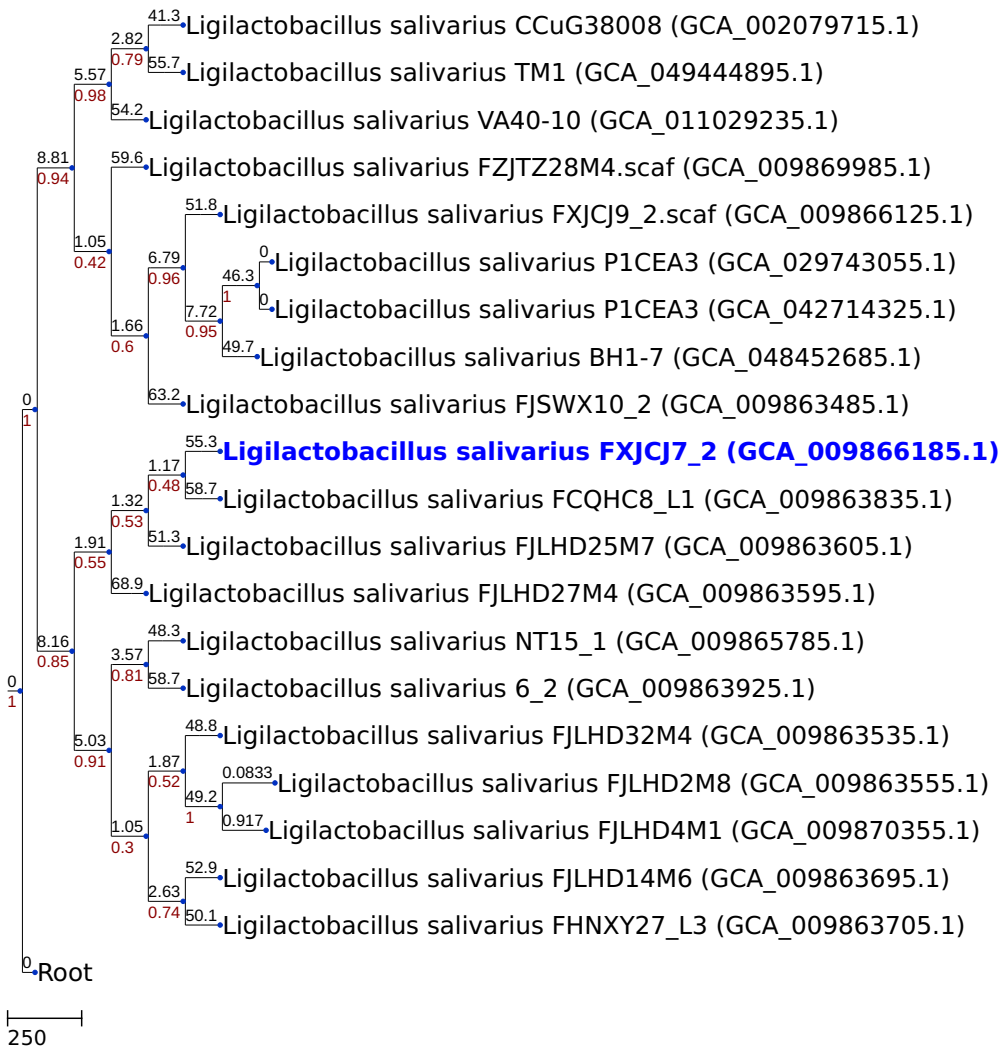 41.3
Ligilactobacillus salivarius CCuG38008 (GCA_002079715.1)
2.82
0.79
55.7
Ligilactobacillus salivarius TM1 (GCA_049444895.1)
5.57
0.98
54.2
Ligilactobacillus salivarius VA40-10 (GCA_011029235.1)
8.81
0.94
59.6
Ligilactobacillus salivarius FZJTZ28M4.scaf (GCA_009869985.1)
51.8
Ligilactobacillus salivarius FXJCJ9_2.scaf (GCA_009866125.1)
1.05
0.42
6.79
0.96
0
Ligilactobacillus salivarius P1CEA3 (GCA_029743055.1)
46.3
1
0
Ligilactobacillus salivarius P1CEA3 (GCA_042714325.1)
7.72
0.95
1.66
0.6
49.7
Ligilactobacillus salivarius BH1-7 (GCA_048452685.1)
63.2
Ligilactobacillus salivarius FJSWX10_2 (GCA_009863485.1)
0
1
55.3
Ligilactobacillus salivarius FXJCJ7_2 (GCA_009866185.1)
1.17
0.48
58.7
Ligilactobacillus salivarius FCQHC8_L1 (GCA_009863835.1)
1.32
0.53
51.3
Ligilactobacillus salivarius FJLHD25M7 (GCA_009863605.1)
1.91
0.55
68.9
Ligilactobacillus salivarius FJLHD27M4 (GCA_009863595.1)
8.16
0.85
48.3
Ligilactobacillus salivarius NT15_1 (GCA_009865785.1)
3.57
0.81
58.7
Ligilactobacillus salivarius 6_2 (GCA_009863925.1)
0
1
5.03
0.91
48.8
Ligilactobacillus salivarius FJLHD32M4 (GCA_009863535.1)
1.87
0.52
0.0833
Ligilactobacillus salivarius FJLHD2M8 (GCA_009863555.1)
49.2
1
0.917
Ligilactobacillus salivarius FJLHD4M1 (GCA_009870355.1)
1.05
0.3
52.9
Ligilactobacillus salivarius FJLHD14M6 (GCA_009863695.1)
2.63
0.74
50.1
Ligilactobacillus salivarius FHNXY27_L3 (GCA_009863705.1)
0
Root
250